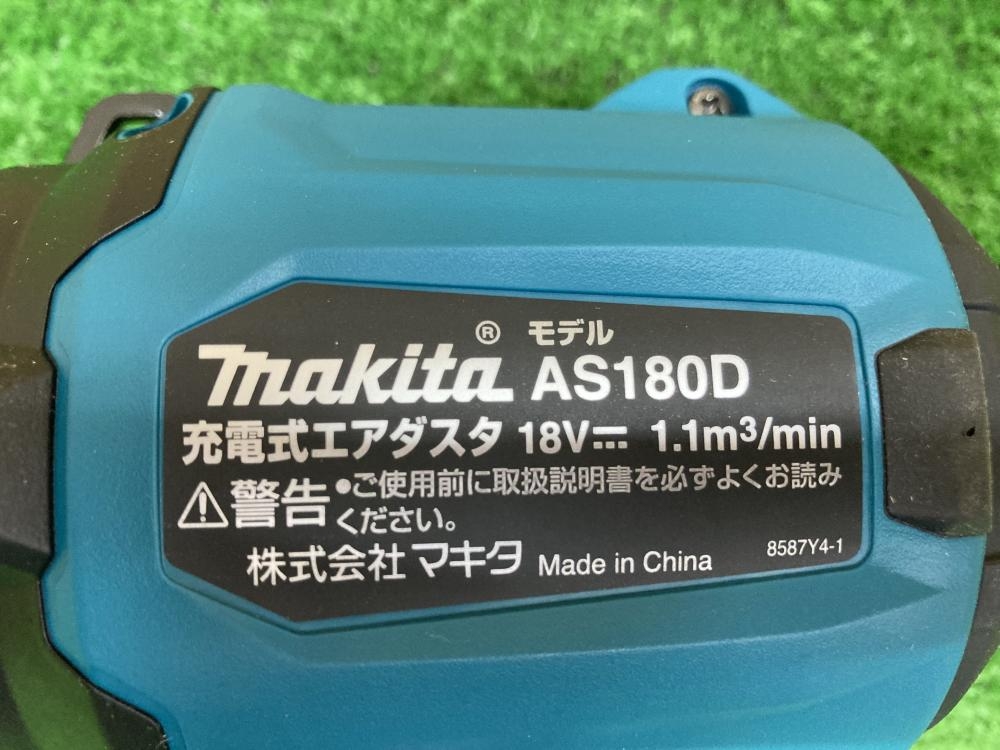 makita® モデル AS180D
充電式エアダスタ 18V⎓ 1.1m³/min
⚠警告 •ご使用前に取扱説明書を必ずよくお読み
ください。
株式会社 マキタ Made in China 8587Y4-1